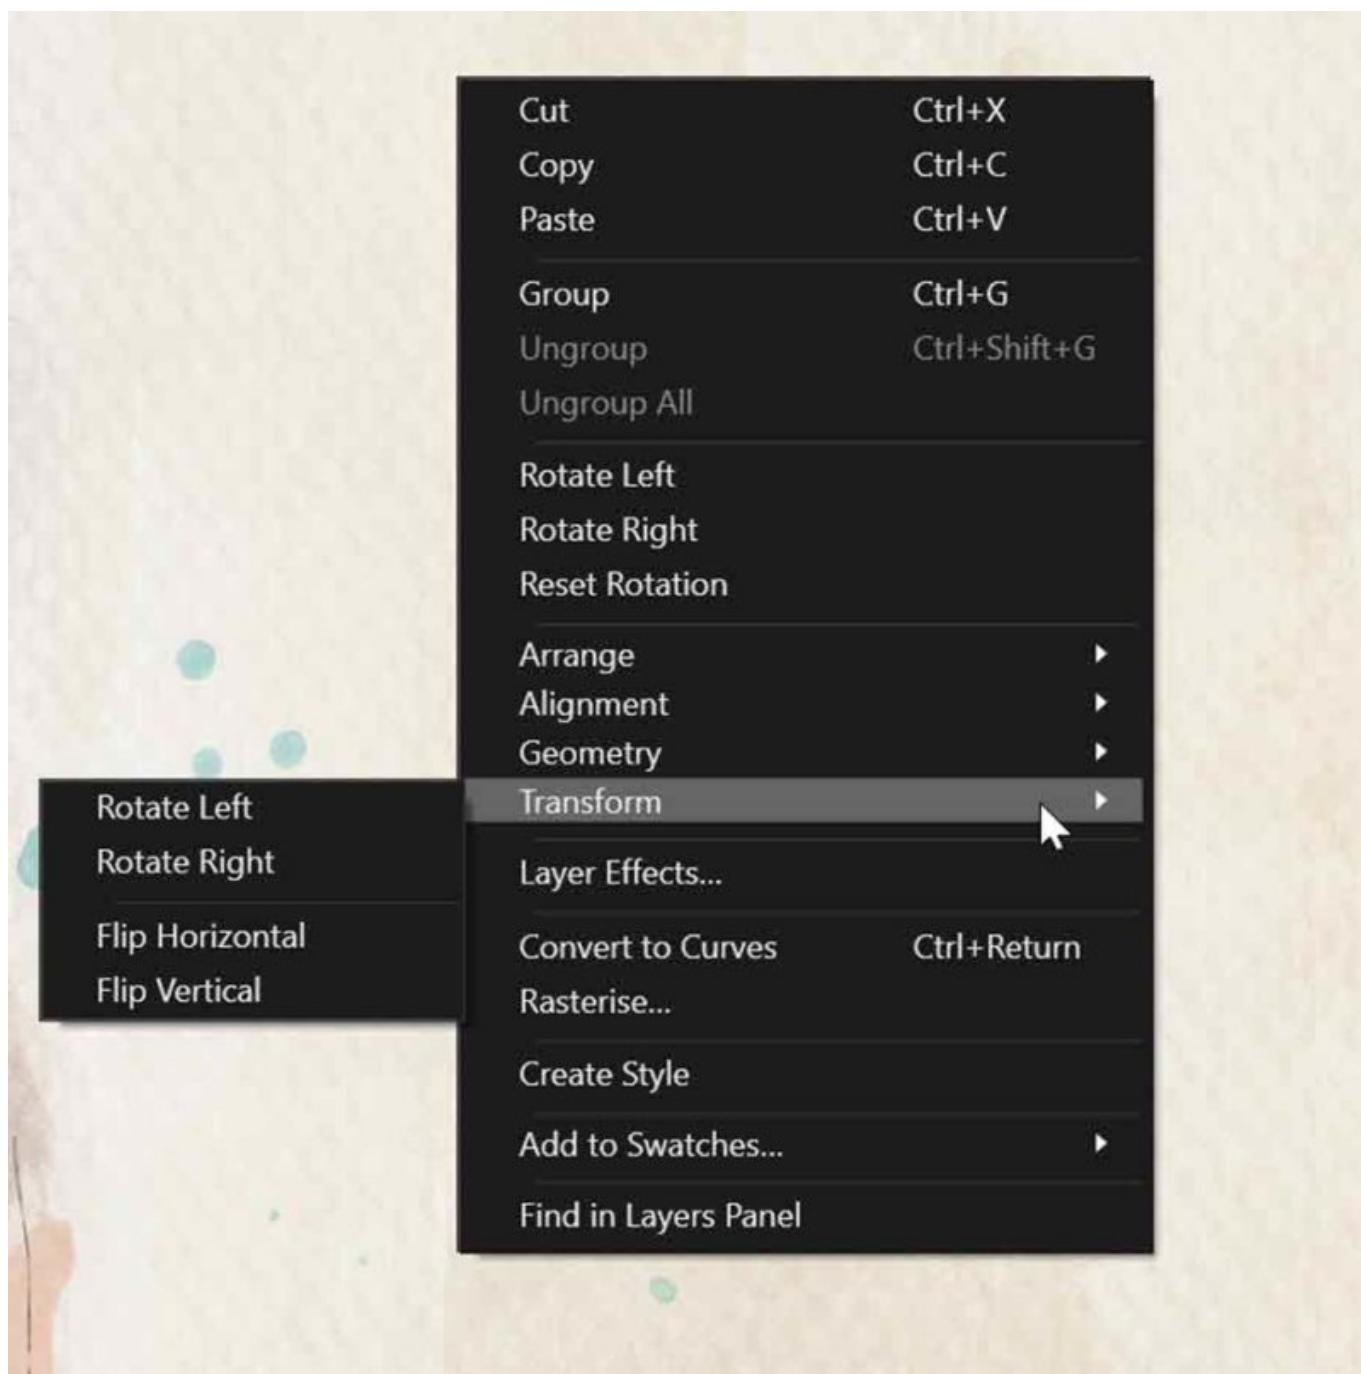 Cut Ctrl+X
Copy Ctrl+C
Paste Ctrl+V
Group Ctrl+G
Ungroup Ctrl+Shift+G
Ungroup All
Rotate Left
Rotate Right
Reset Rotation
Arrange
Alignment
Geometry
Transform
Rotate Left
Rotate Right
Flip Horizontal
Flip Vertical
Layer Effects...
Convert to Curves Ctrl+Return
Rasterise...
Create Style
Add to Swatches...
Find in Layers Panel